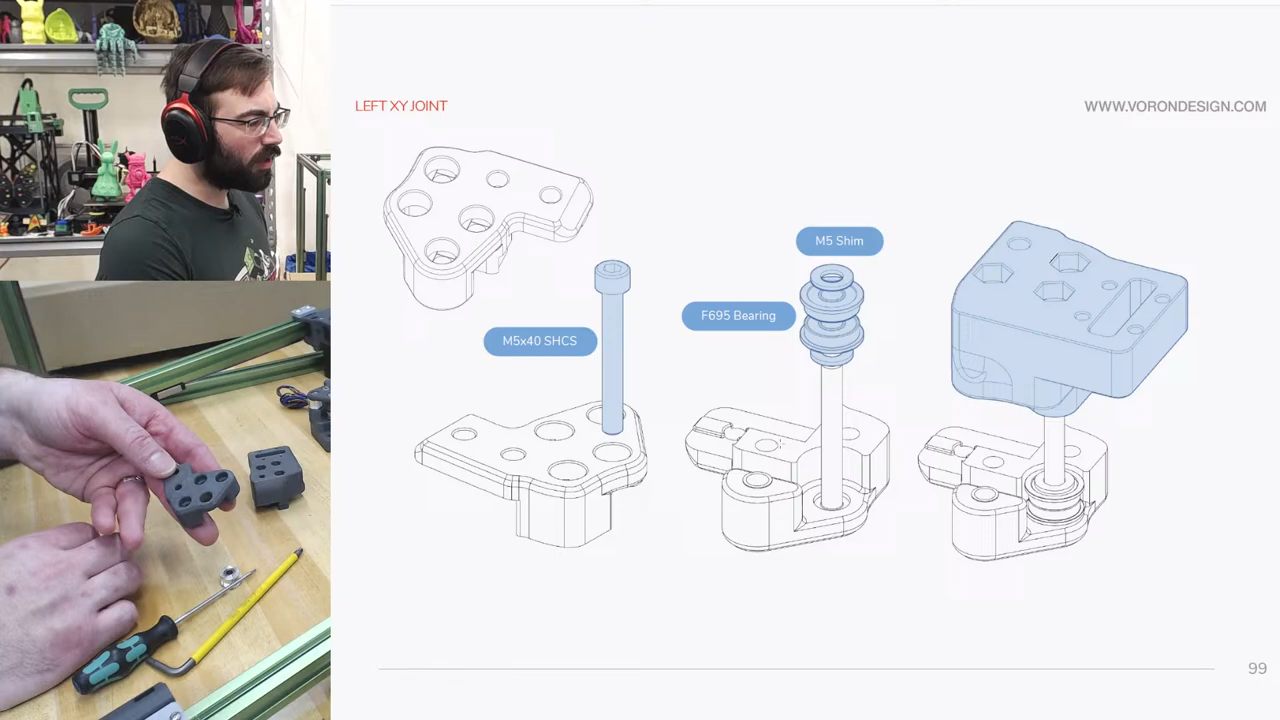 LEFT XY JOINT
WWW.VORONDESIGN.COM
M5 Shim
F695 Bearing
M5x40 SHCS
99